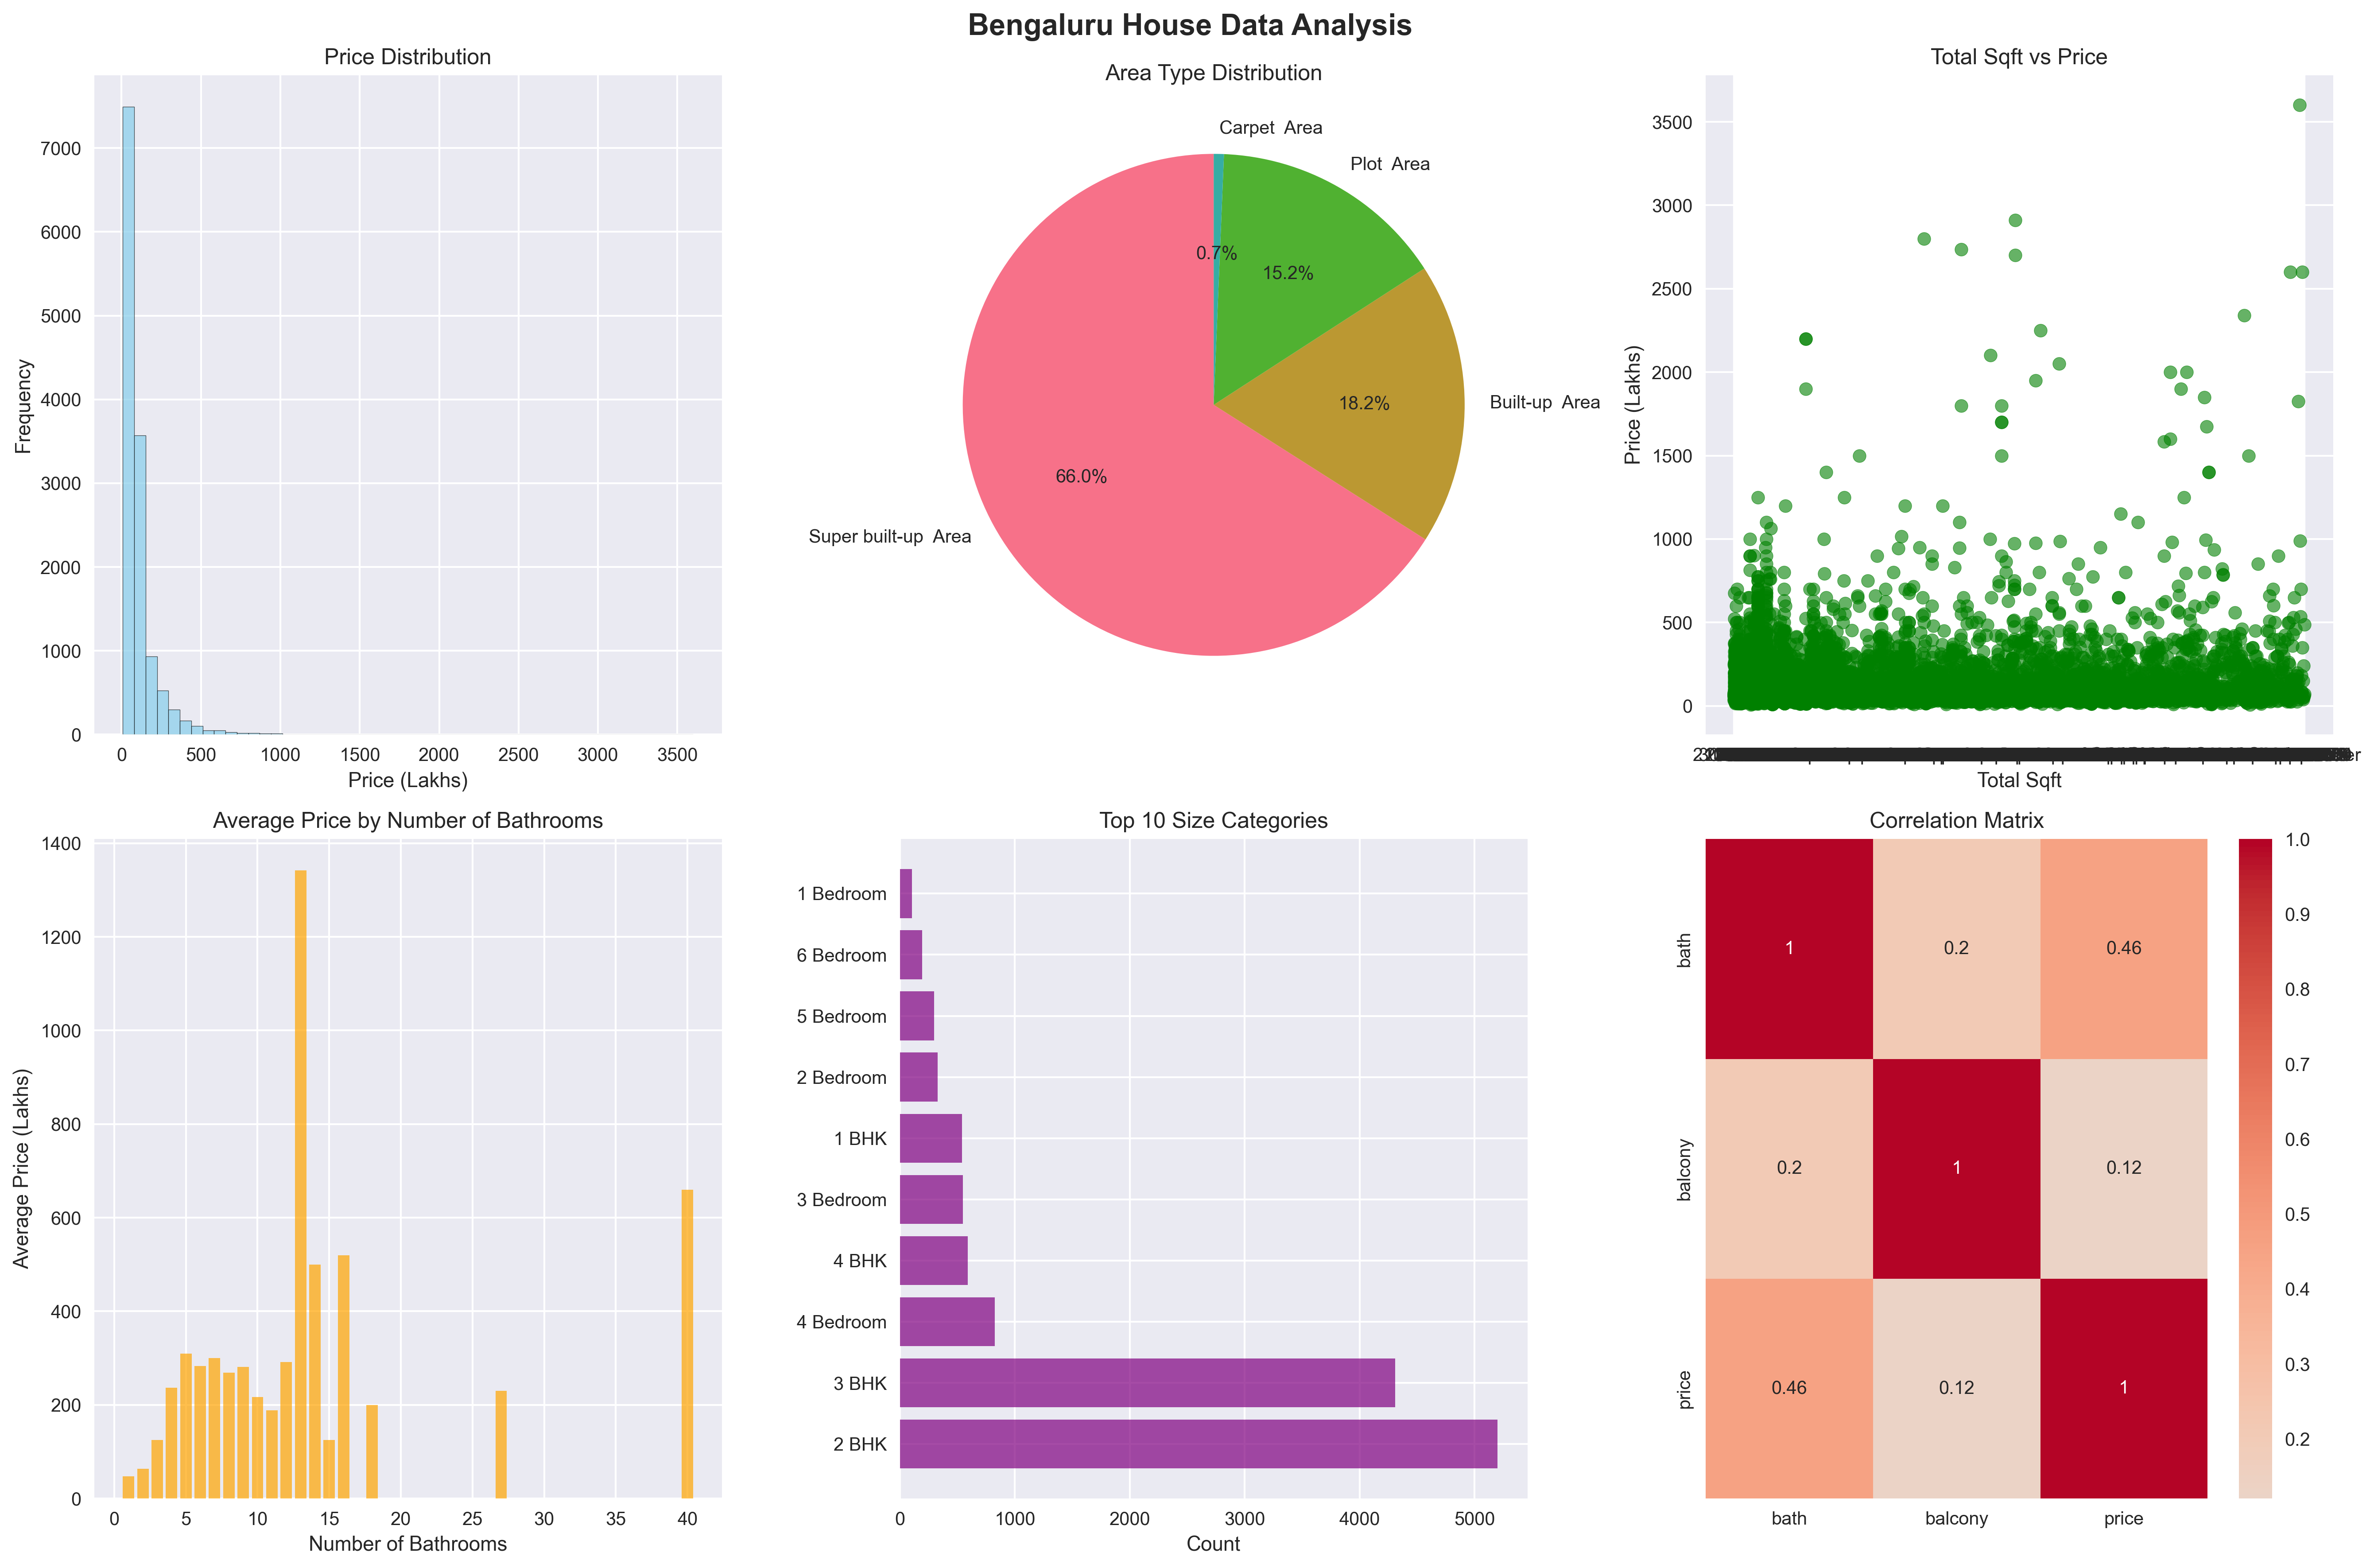 Bengaluru House Data Analysis
Price Distribution
Frequency
7000
6000
5000
4000
3000
2000
1000
0
0 500 1000 1500 2000 2500 3000 3500
Price (Lakhs)
Area Type Distribution
Carpet Area
Plot Area
Built-up Area
Super built-up Area
0.7%
15.2%
18.2%
66.0%
Total Sqft vs Price
Price (Lakhs)
3500
3000
2500
2000
1500
1000
500
0
Total Sqft
Average Price by Number of Bathrooms
Average Price (Lakhs)
1400
1200
1000
800
600
400
200
0
0 5 10 15 20 25 30 35 40
Number of Bathrooms
Top 10 Size Categories
1 Bedroom
6 Bedroom
5 Bedroom
2 Bedroom
1 BHK
3 Bedroom
4 BHK
4 Bedroom
3 BHK
2 BHK
0 1000 2000 3000 4000 5000
Count
Correlation Matrix
bath
balcony
price
1 0.2 0.46
0.2 1 0.12
0.46 0.12 1
bath balcony price
1.0
0.9
0.8
0.7
0.6
0.5
0.4
0.3
0.2